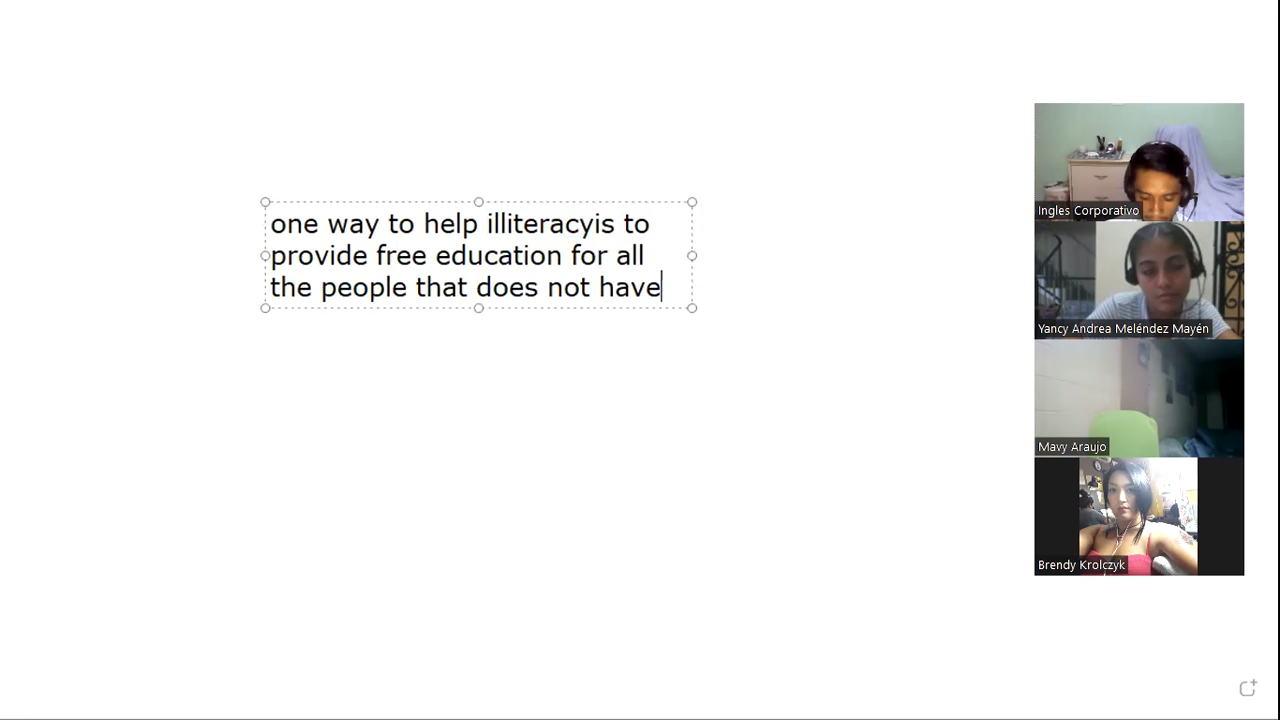 one way to help illiteracyis to
provide free education for all
the people that does not have
Ingles Corporativo
Yancy Andrea Meléndez Mayén
Mavy Araujo
Brendy Krolczyk